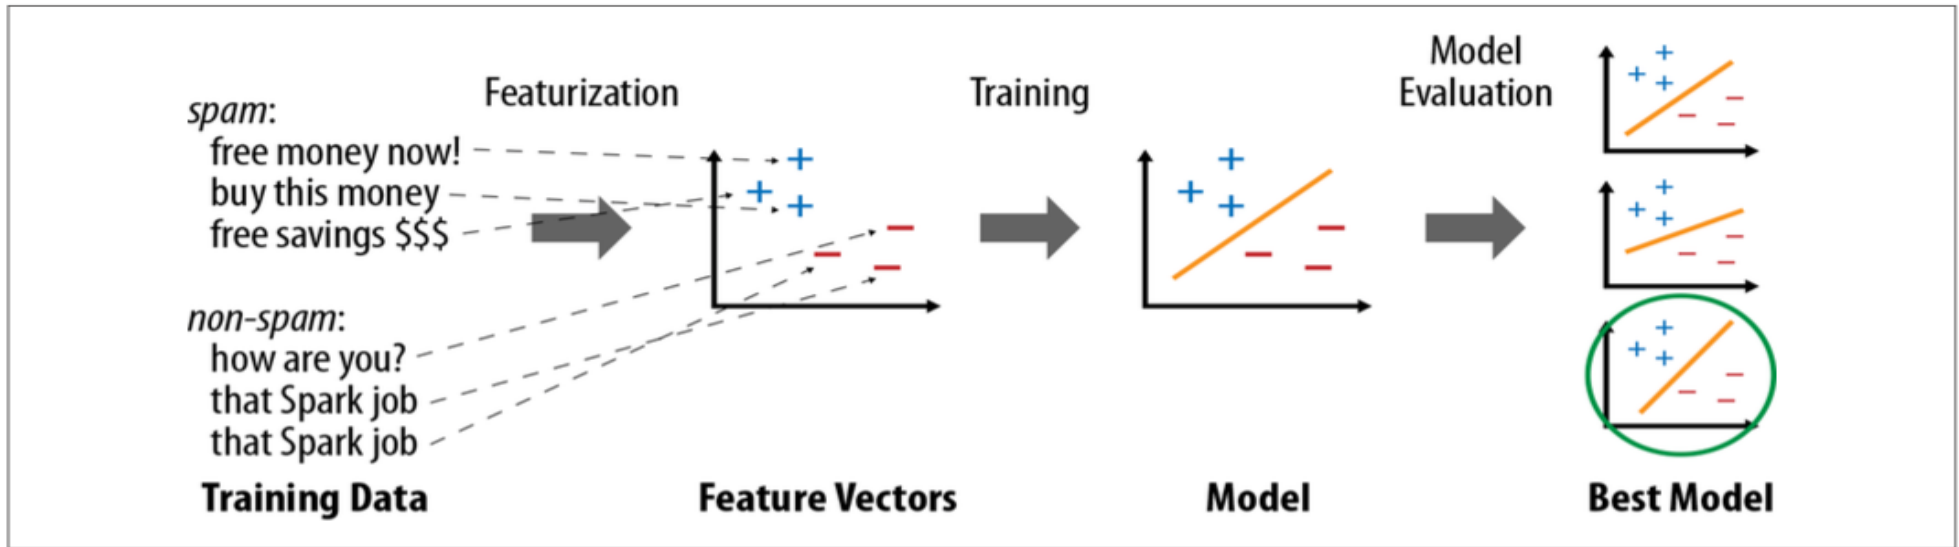 Featurization
Training
Model
Evaluation
spam:
free money now!
buy this money
free savings $$$
non-spam:
how are you?
that Spark job
that Spark job
Training Data
Feature Vectors
Model
Best Model